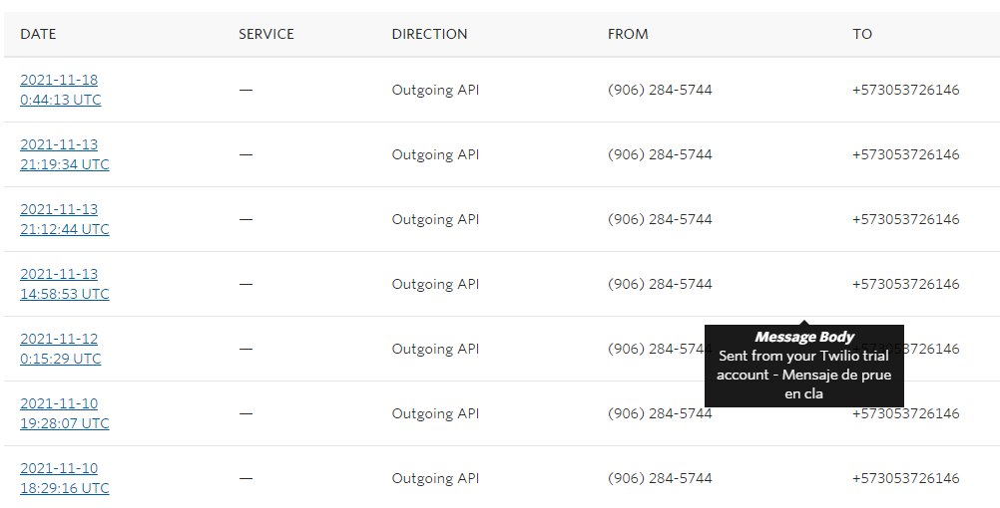 DATE SERVICE DIRECTION FROM TO
2021-11-18
0:44:13 UTC — Outgoing API (906) 284-5744 +573053726146
2021-11-13
21:19:34 UTC — Outgoing API (906) 284-5744 +573053726146
2021-11-13
21:12:44 UTC — Outgoing API (906) 284-5744 +573053726146
2021-11-13
14:58:53 UTC — Outgoing API (906) 284-5744 +573053726146
2021-11-12
0:15:29 UTC — Outgoing API (906) 284-5744 3726146
Message Body
Sent from your Twilio trial
account - Mensaje de prue
en cla
2021-11-10
19:28:07 UTC — Outgoing API (906) 284-5744 +573053726146
2021-11-10
18:29:16 UTC — Outgoing API (906) 284-5744 +573053726146